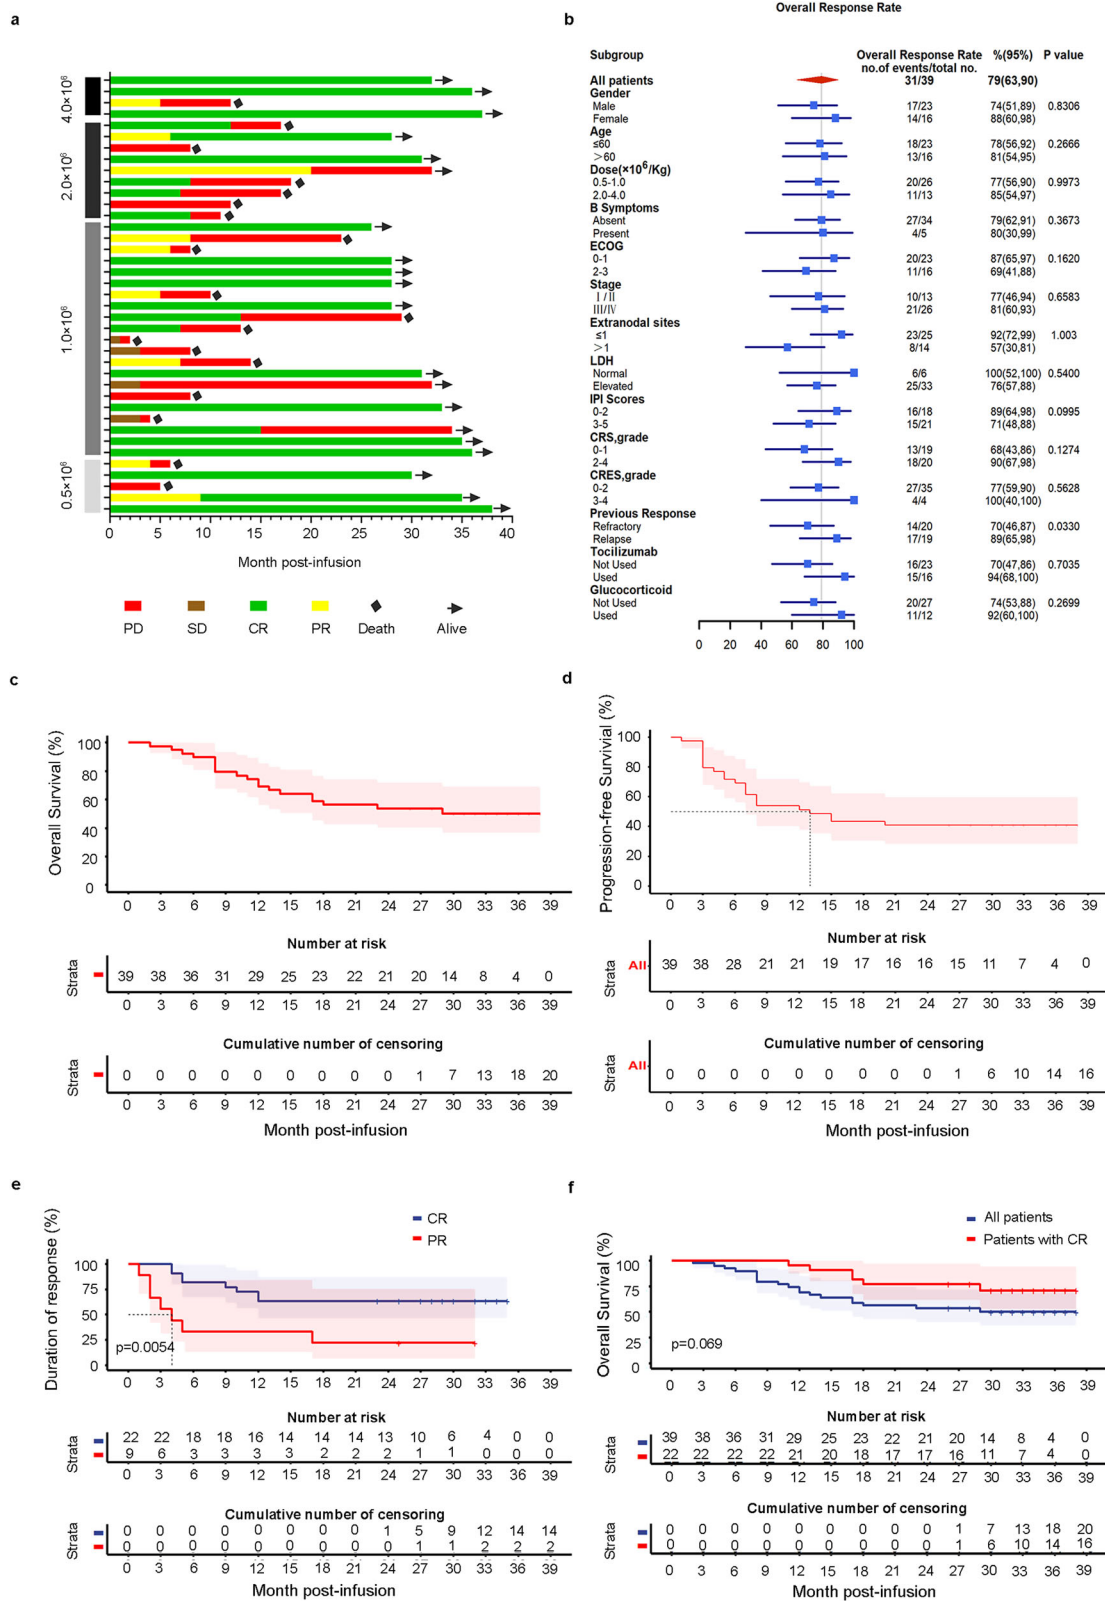 a
4.0×10⁶
2.0×10⁶
1.0×10⁶
0.5×10⁶
0 5 10 15 20 25 30 35 40
Month post-infusion
PD SD CR PR Death Alive
b
Overall Response Rate
Subgroup Overall Response Rate %(95%) P value
no.of events/total no.
All patients 31/39 79(63,90)
Gender
Male 17/23 74(51,89) 0.8306
Female 14/16 88(60,98)
Age
≤60 18/23 78(56,92) 0.2666
>60 13/16 81(54,95)
Dose(×10⁶/Kg)
0.5-1.0 20/26 77(56,90) 0.9973
2.0-4.0 11/13 85(54,97)
B Symptoms
Absent 27/34 79(62,91) 0.3673
Present 4/5 80(30,99)
ECOG
0-1 20/23 87(65,97) 0.1620
2-3 11/16 69(41,88)
Stage
Ⅰ/Ⅱ 10/13 77(46,94) 0.6583
III/IV 21/26 81(60,93)
Extranodal sites
≤1 23/25 92(72,99) 1.003
>1 8/14 57(30,81)
LDH
Normal 6/6 100(52,100) 0.5400
Elevated 25/33 76(57,88)
IPI Scores
0-2 16/18 89(64,98) 0.0995
3-5 15/21 71(48,88)
CRS,grade
0-1 13/19 68(43,86) 0.1274
2-4 18/20 90(67,98)
CRES,grade
0-2 27/35 77(59,90) 0.5628
3-4 4/4 100(40,100)
Previous Response
Refractory 14/20 70(46,87) 0.0330
Relapse 17/19 89(65,98)
Tocilizumab
Not Used 16/23 70(47,86) 0.7035
Used 15/16 94(68,100)
Glucocorticoid
Not Used 20/27 74(53,88) 0.2699
Used 11/12 92(60,100)
0 20 40 60 80 100
c
Overall Survival (%)
100
80
60
40
20
0
0 3 6 9 12 15 18 21 24 27 30 33 36 39
Number at risk
Strata
39 38 36 31 29 25 23 22 21 20 14 8 4 0
0 3 6 9 12 15 18 21 24 27 30 33 36 39
Cumulative number of censoring
Strata
0 0 0 0 0 0 0 0 0 1 7 13 18 20
0 3 6 9 12 15 18 21 24 27 30 33 36 39
Month post-infusion
d
Progression-free Survivial (%)
100
80
60
40
20
0
0 3 6 9 12 15 18 21 24 27 30 33 36 39
Number at risk
Strata
All
39 38 28 21 21 19 17 16 16 15 11 7 4 0
0 3 6 9 12 15 18 21 24 27 30 33 36 39
Cumulative number of censoring
Strata
All
0 0 0 0 0 0 0 0 0 1 6 10 14 16
0 3 6 9 12 15 18 21 24 27 30 33 36 39
Month post-infusion
e
CR
PR
Duration of response (%)
100
75
50
25
0
p=0.0054
0 3 6 9 12 15 18 21 24 27 30 33 36 39
Number at risk
Strata
22 22 18 18 16 14 14 14 13 10 6 4 0 0
9 6 3 3 3 3 2 2 2 1 1 0 0 0
0 3 6 9 12 15 18 21 24 27 30 33 36 39
Cumulative number of censoring
Strata
0 0 0 0 0 0 0 0 1 5 9 12 14 14
0 0 0 0 0 0 0 0 0 1 1 2 2 2
0 3 6 9 12 15 18 21 24 27 30 33 36 39
Month post-infusion
f
All patients
Patients with CR
Overall Survival (%)
100
75
50
25
0
p=0.069
0 3 6 9 12 15 18 21 24 27 30 33 36 39
Number at risk
Strata
39 38 36 31 29 25 23 22 21 20 14 8 4 0
22 22 22 22 21 20 18 17 17 16 11 7 4 0
0 3 6 9 12 15 18 21 24 27 30 33 36 39
Cumulative number of censoring
Strata
0 0 0 0 0 0 0 0 0 1 7 13 18 20
0 0 0 0 0 0 0 0 0 1 6 10 14 16
0 3 6 9 12 15 18 21 24 27 30 33 36 39
Month post-infusion